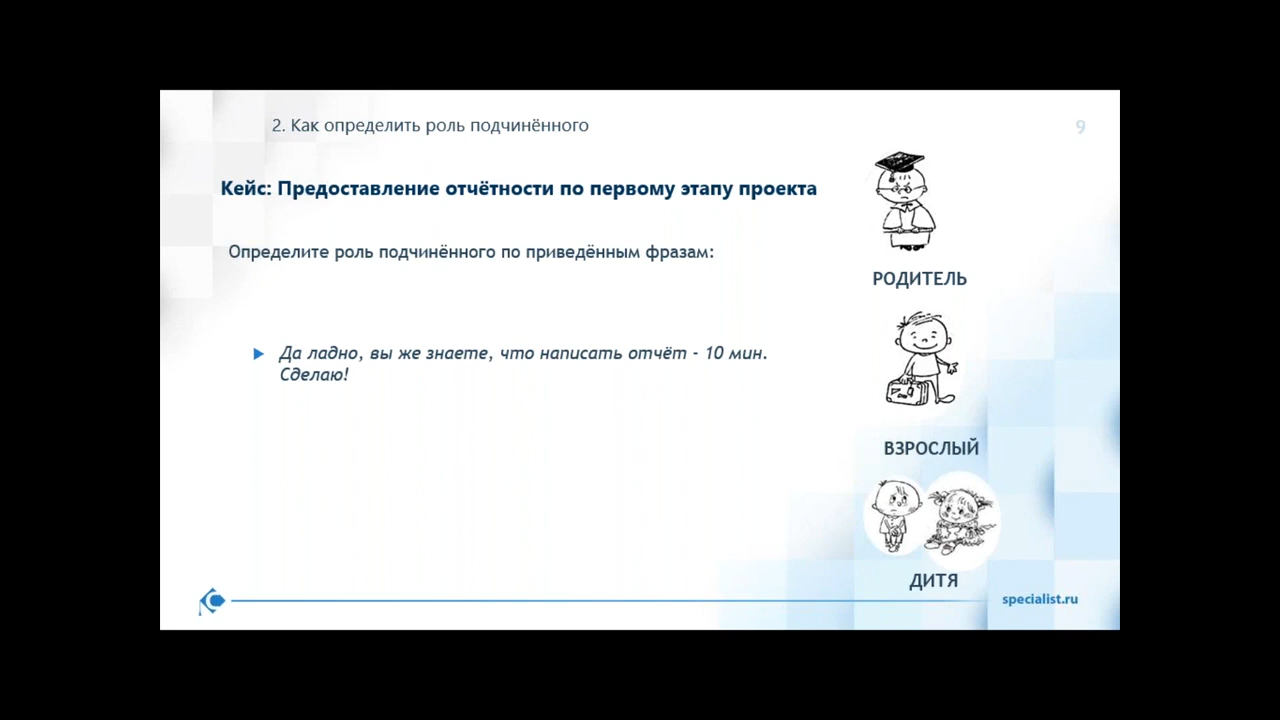 2. Как определить роль подчинённого
9
Кейс: Предоставление отчётности по первому этапу проекта
Определите роль подчинённого по приведённым фразам:
Да ладно, вы же знаете, что написать отчёт - 10 мин.
Сделаю!
РОДИТЕЛЬ
ВЗРОСЛЫЙ
ДИТЯ
specialist.ru